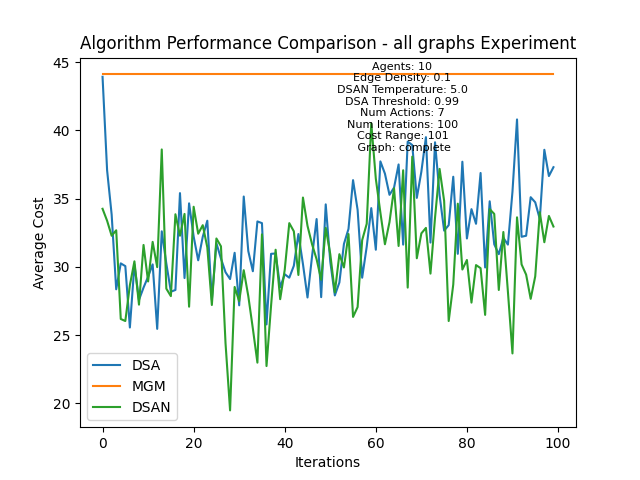 Algorithm Performance Comparison - all graphs Experiment
45
40
35
30
25
20
Average Cost
Agents: 10
Edge Density: 0.1
DSAN Temperature: 5.0
DSA Threshold: 0.99
Num Actions: 7
Num Iterations: 100
Cost Range: 101
Graph: complete
DSA
MGM
DSAN
0 20 40 60 80 100
Iterations